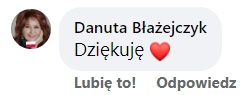 Danuta Błażejczyk
Dziękuję ❤️
Lubię to! Odpowiedz